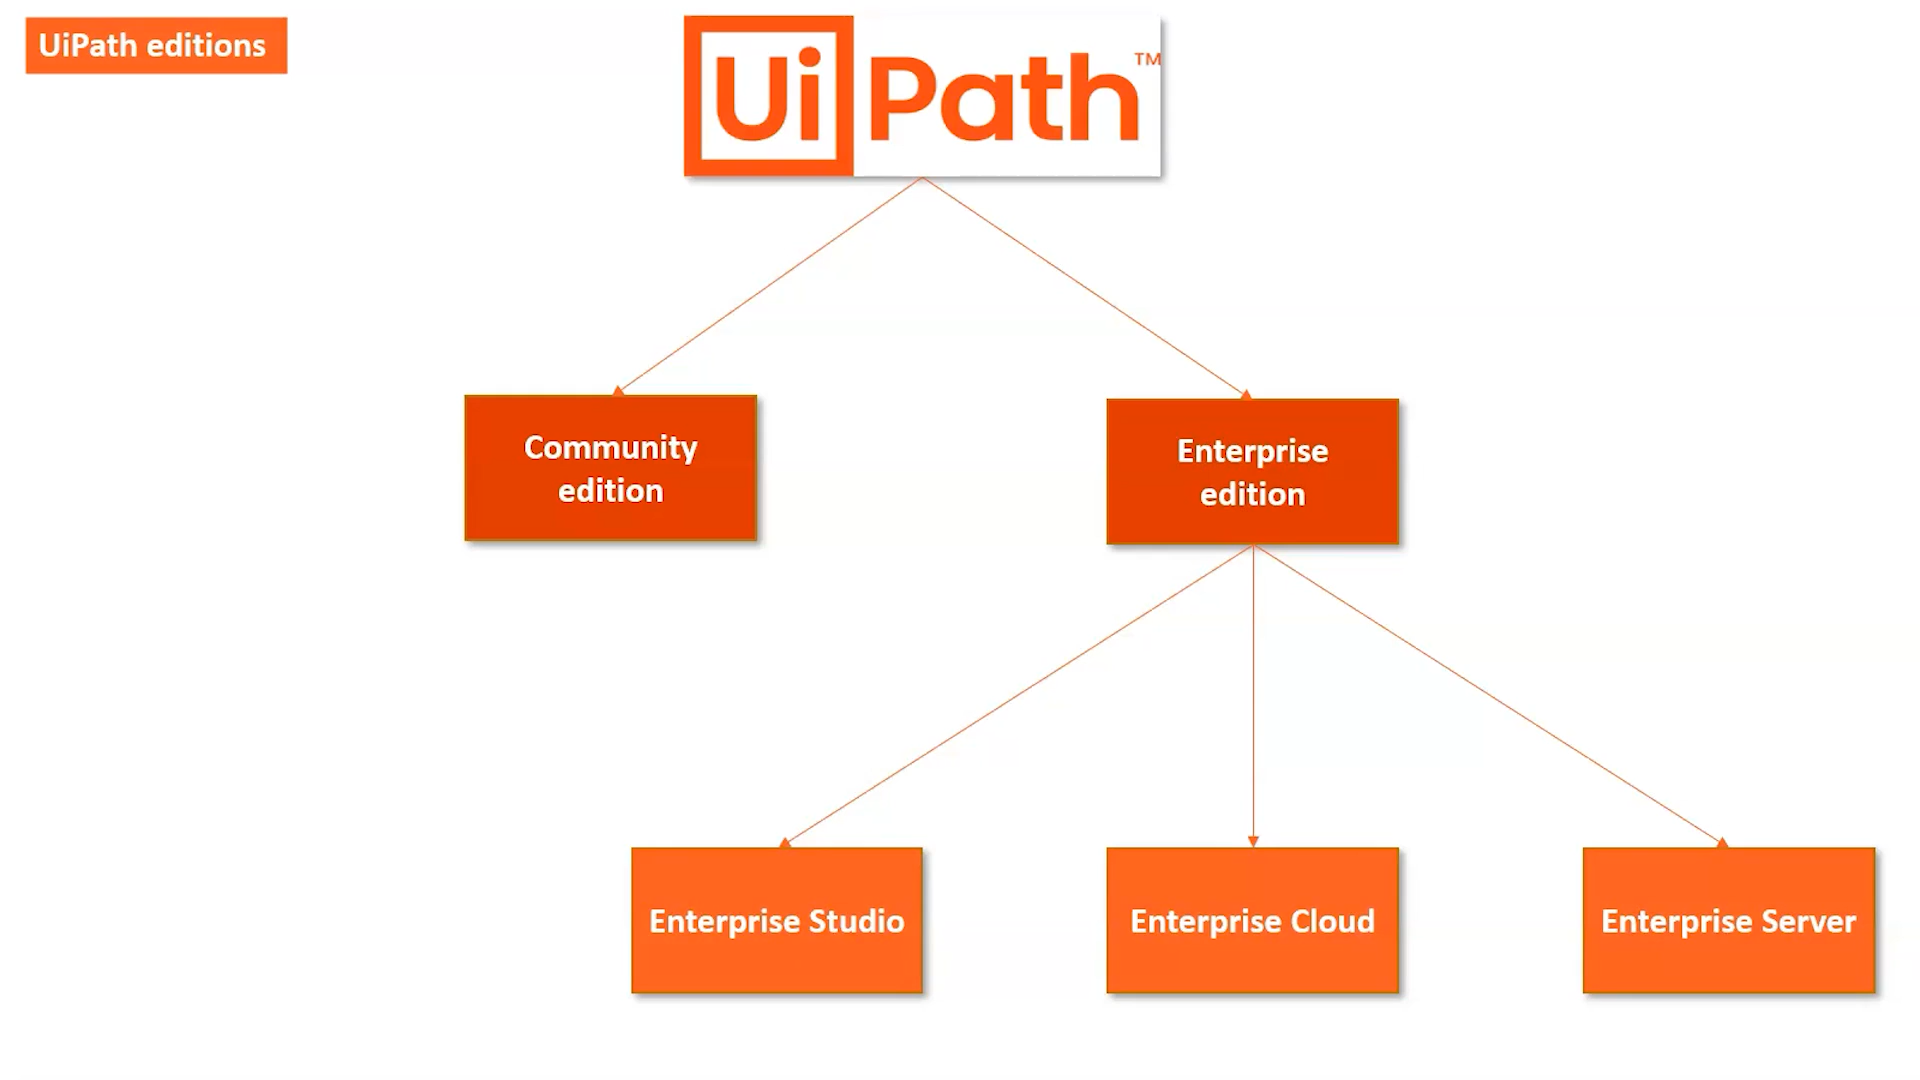 UiPath editions
UiPath™
Community
edition
Enterprise
edition
Enterprise Studio
Enterprise Cloud
Enterprise Server